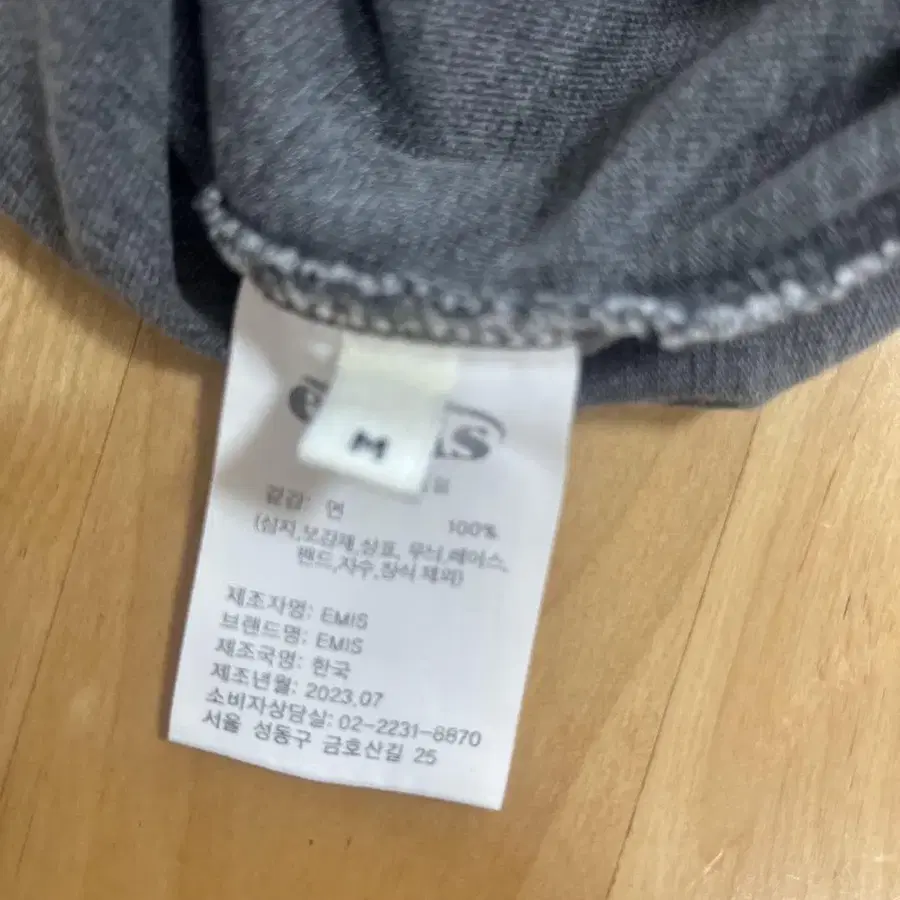 M
겉감: 면 100%
(심지,보강재,상표, 무늬,레이스,
밴드,자수,장식 제외)
제조자명: EMIS
브랜드명: EMIS
제조국명: 한국
제조년월: 2023.07
소비자상담실: 02-2231-8870
서울 성동구 금호산길 25